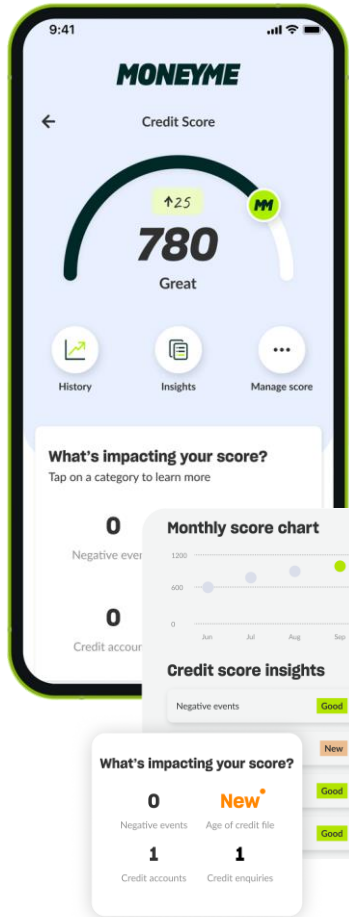 9:41
MONEYME
Credit Score
↑25
MM
780
Great
History Insights Manage score
What's impacting your score?
Tap on a category to learn more
0
Negative
0
Credit
Monthly score chart
1200
600
0
Jun Jul Aug Sep
Credit score insights
Negative events Good
New
Good
Good
What's impacting your score?
0 New
Negative events Age of credit file
1 1
Credit accounts Credit enquiries